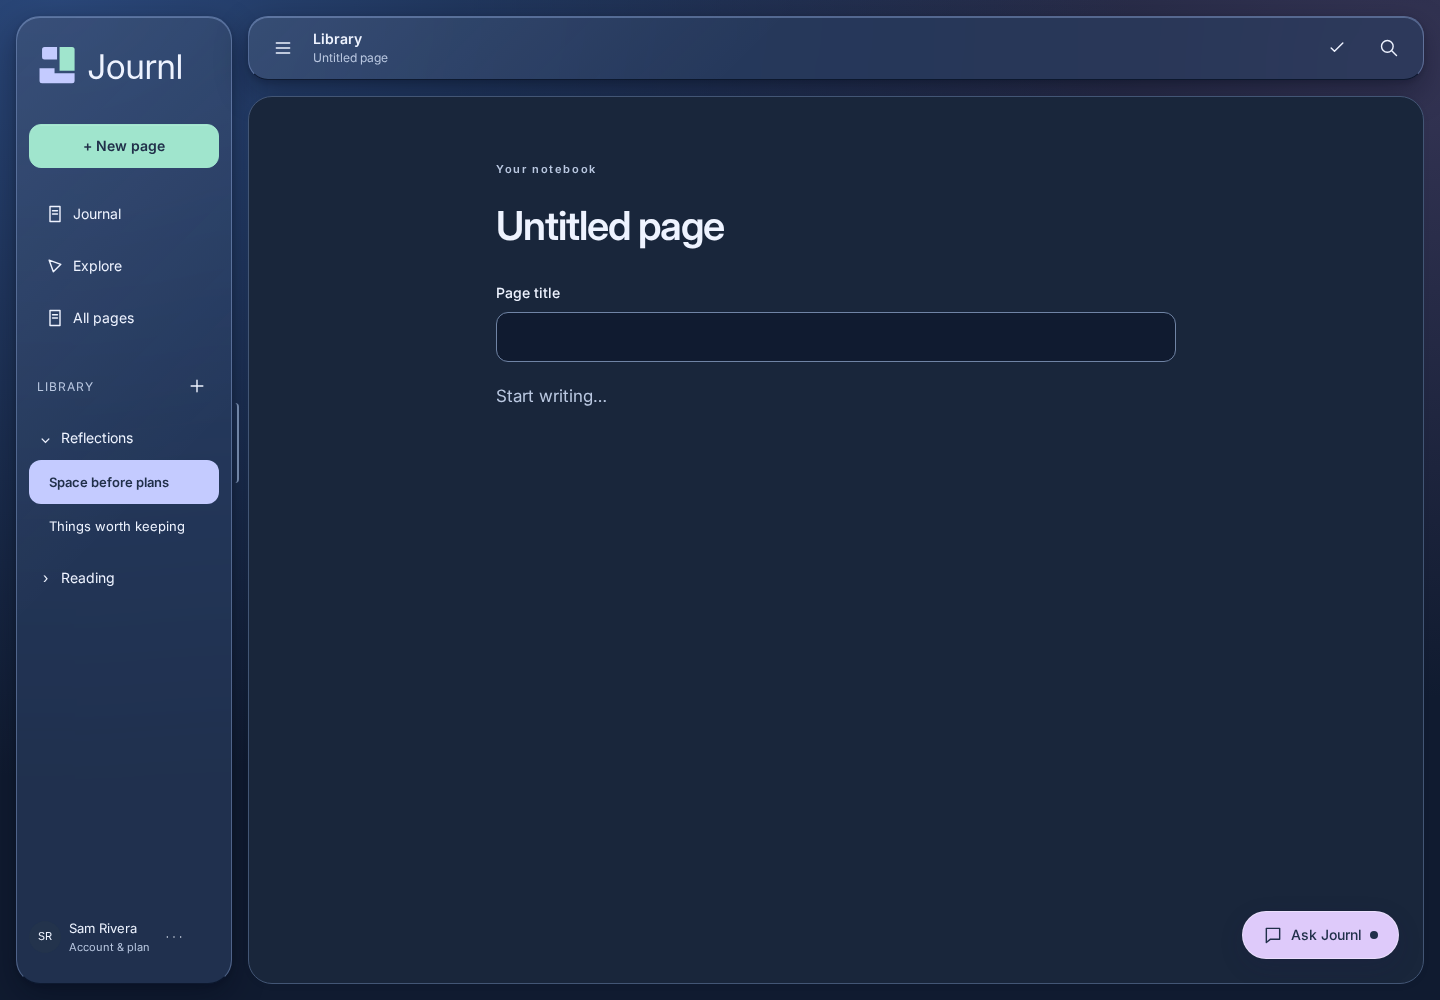 Journl
+ New page
Journal
Explore
All pages
LIBRARY
Reflections
Space before plans
Things worth keeping
Reading
SR
Sam Rivera
Account & plan
...
Library
Untitled page
Your notebook
Untitled page
Page title
Start writing...
Ask Journl